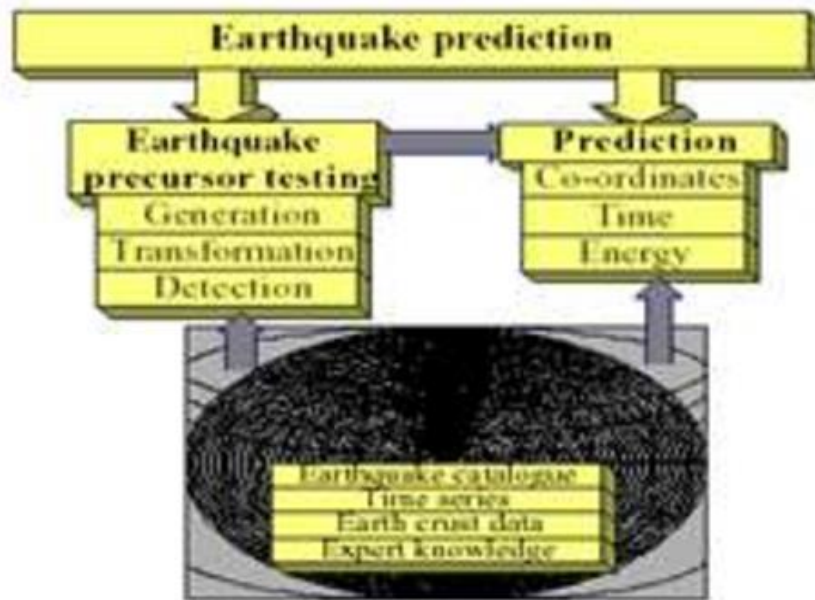 Earthquake prediction
Earthquake
precursor testing
Generation
Transformation
Detection
Prediction
Co-ordinates
Time
Energy
Earthquake catalogue
Time series
Earth crust data
Expert knowledge